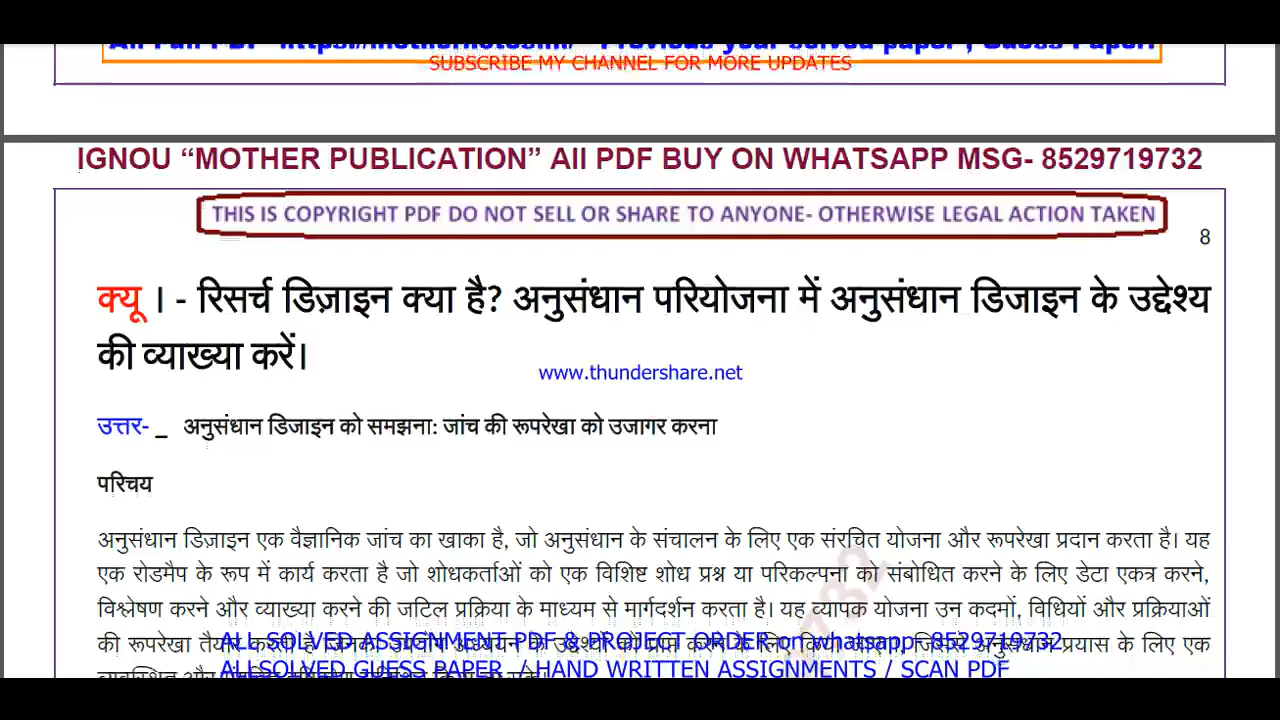 SUBSCRIBE MY CHANNEL FOR MORE UPDATES
IGNOU “MOTHER PUBLICATION” All PDF BUY ON WHATSAPP MSG- 8529719732
THIS IS COPYRIGHT PDF DO NOT SELL OR SHARE TO ANYONE- OTHERWISE LEGAL ACTION TAKEN
8
क्यू । - रिसर्च डिज़ाइन क्या है? अनुसंधान परियोजना में अनुसंधान डिजाइन के उद्देश्य
की व्याख्या करें।
www.thundershare.net
उत्तर- _ अनुसंधान डिजाइन को समझना: जांच की रूपरेखा को उजागर करना
परिचय
अनुसंधान डिज़ाइन एक वैज्ञानिक जांच का खाका है, जो अनुसंधान के संचालन के लिए एक संरचित योजना और रूपरेखा प्रदान करता है। यह
एक रोडमैप के रूप में कार्य करता है जो शोधकर्ताओं को एक विशिष्ट शोध प्रश्न या परिकल्पना को संबोधित करने के लिए डेटा एकत्र करने,
विश्लेषण करने और व्याख्या करने की जटिल प्रक्रिया के माध्यम से मार्गदर्शन करता है। यह व्यापक योजना उन कदमों, विधियों और प्रक्रियाओं
की रूपरेखा तैयार करती है के लिए एक
ALL SOLVED ASSIGNMENT PDF & PROJECT ORDER on whatsapp - 8529719732
ALLSOLVED GUESS PAPER / HAND WRITTEN ASSIGNMENTS / SCAN PDF